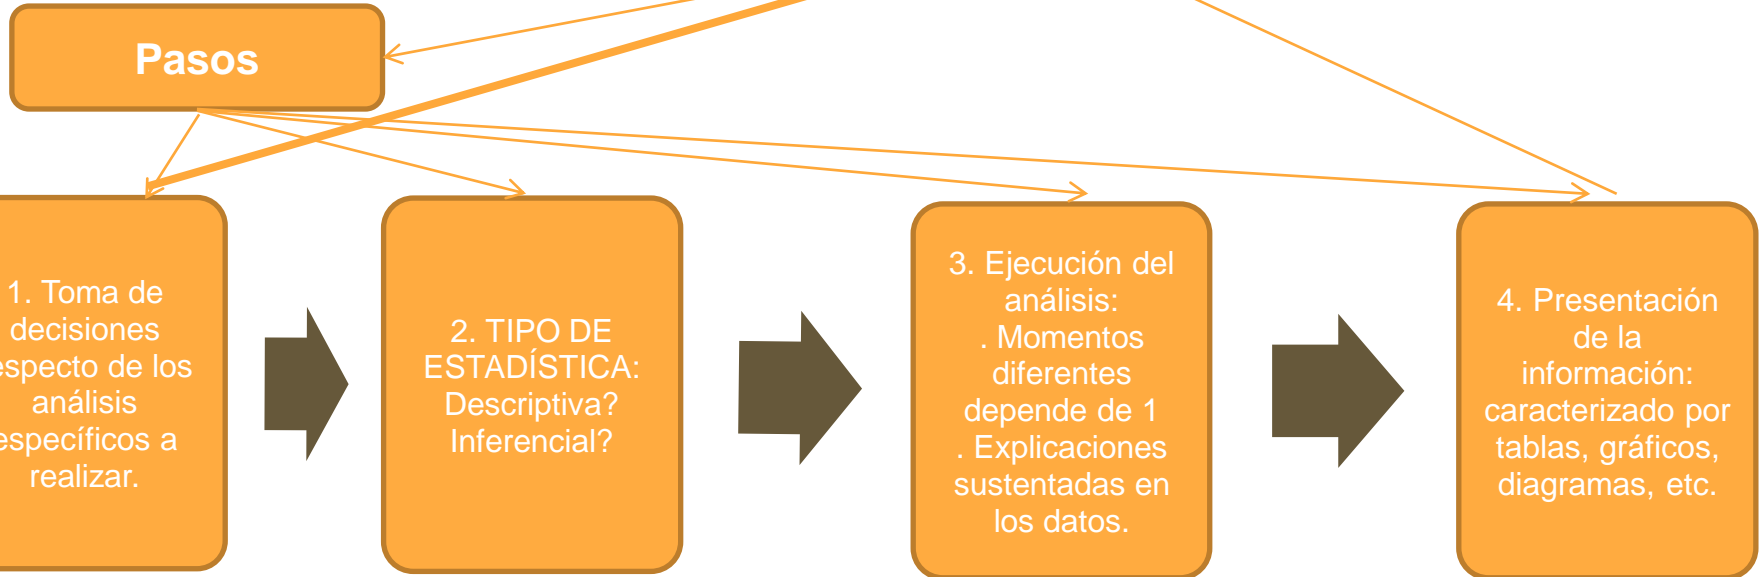 Pasos
1. Toma de
decisiones
especto de los
análisis
específicos a
realizar.
2. TIPO DE
ESTADÍSTICA:
Descriptiva?
Inferencial?
3. Ejecución del
análisis:
. Momentos
diferentes
depende de 1
. Explicaciones
sustentadas en
los datos.
4. Presentación
de la
información:
caracterizado por
tablas, gráficos,
diagramas, etc.